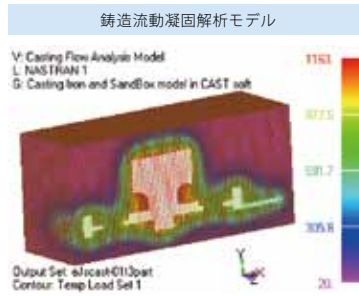 鋳造流動凝固解析モデル
V: Casting Flow Analysis Model
L: NASTRAN 1
G: Casting Iron and SandBox model in CAST soft
1163.
877.5
591.7
305.8
20.
Y
Z X
Output Set:
Contour: Temp Load Set 1